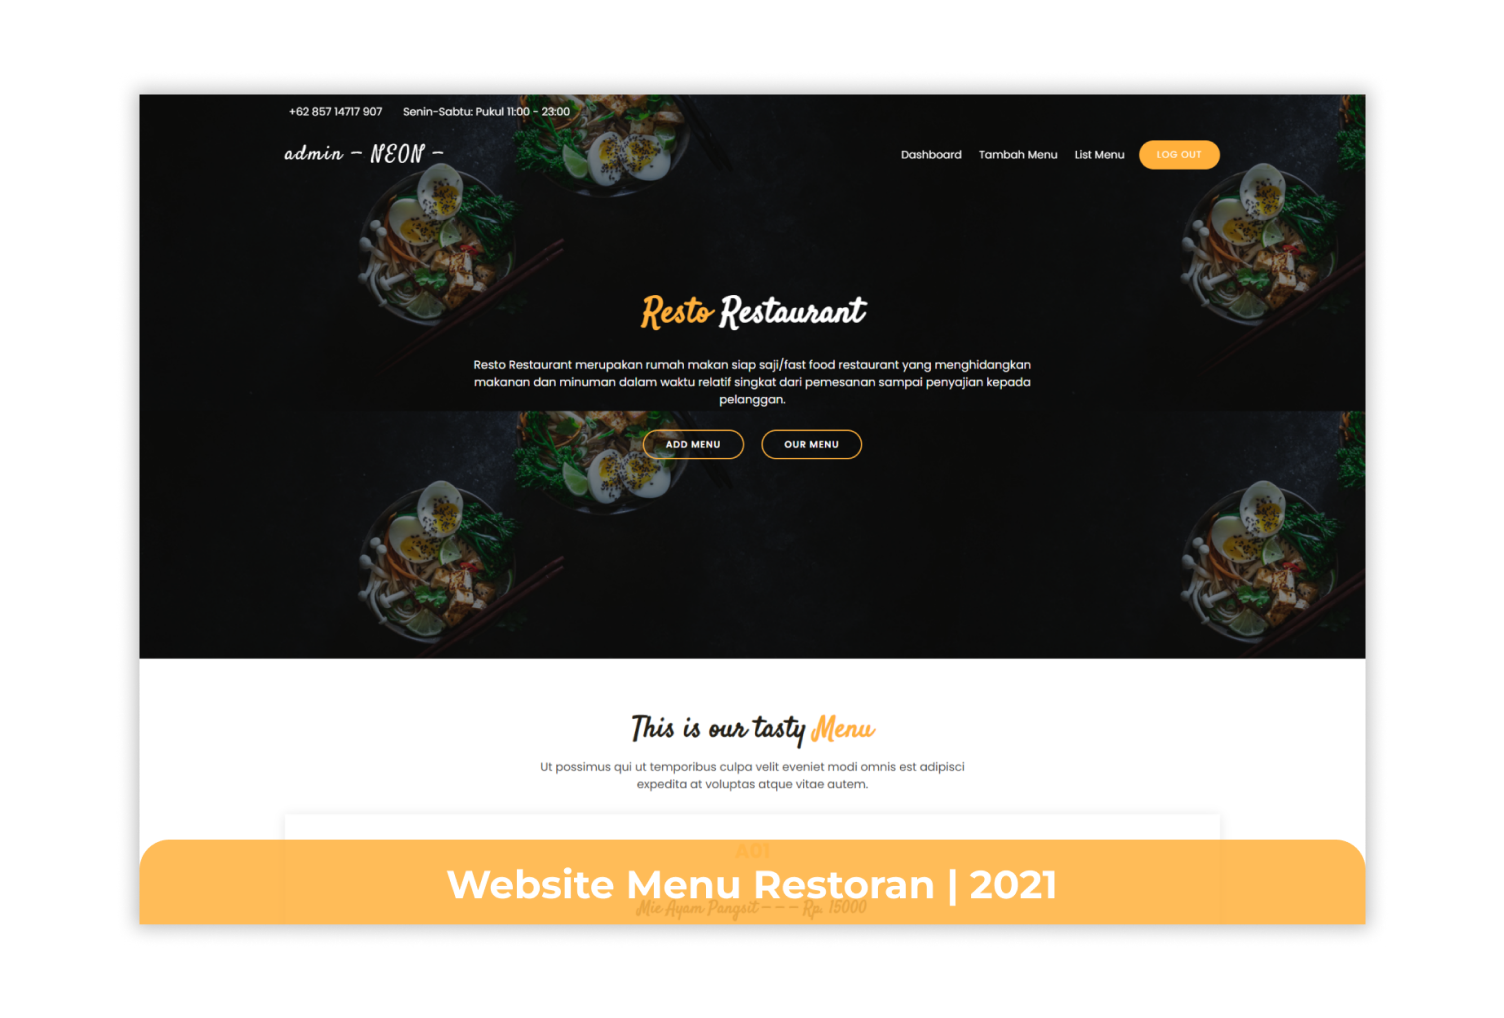 +62 857 14717 907 Senin-Sabtu: Pukul 11:00 - 23:00
admin - NEON - Dashboard Tambah Menu List Menu LOG OUT
Resto Restaurant
Resto Restaurant merupakan rumah makan siap saji/fast food restaurant yang menghidangkan
makanan dan minuman dalam waktu relatif singkat dari pemesanan sampai penyajian kepada
pelanggan.
ADD MENU OUR MENU
This is our tasty Menu
Ut possimus qui ut temporibus culpa velit eveniet modi omnis est adipisci
expedita at voluptas atque vitae autem.
A01
Website Menu Restoran | 2021
Mie Ayam Pangsit - - - Rp. 15000